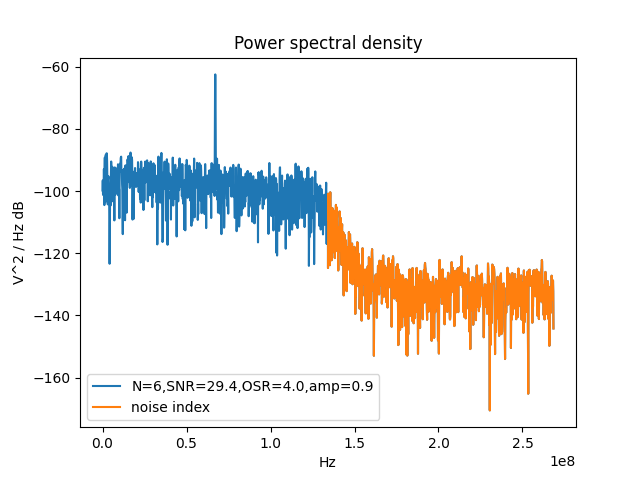 Power spectral density
−60
−80
−100
−120
−140
−160
V^2 / Hz dB
N=6,SNR=29.4,OSR=4.0,amp=0.9
noise index
0.0 0.5 1.0 1.5 2.0 2.5
1e8
Hz